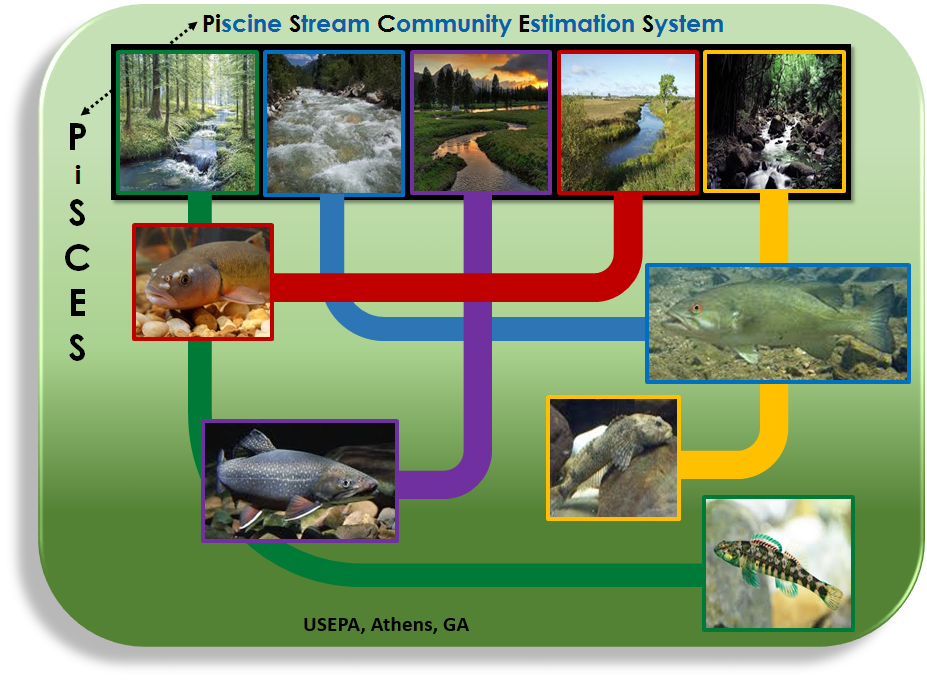 Piscine Stream Community Estimation System
P
i
S
C
E
S
USEPA, Athens, GA